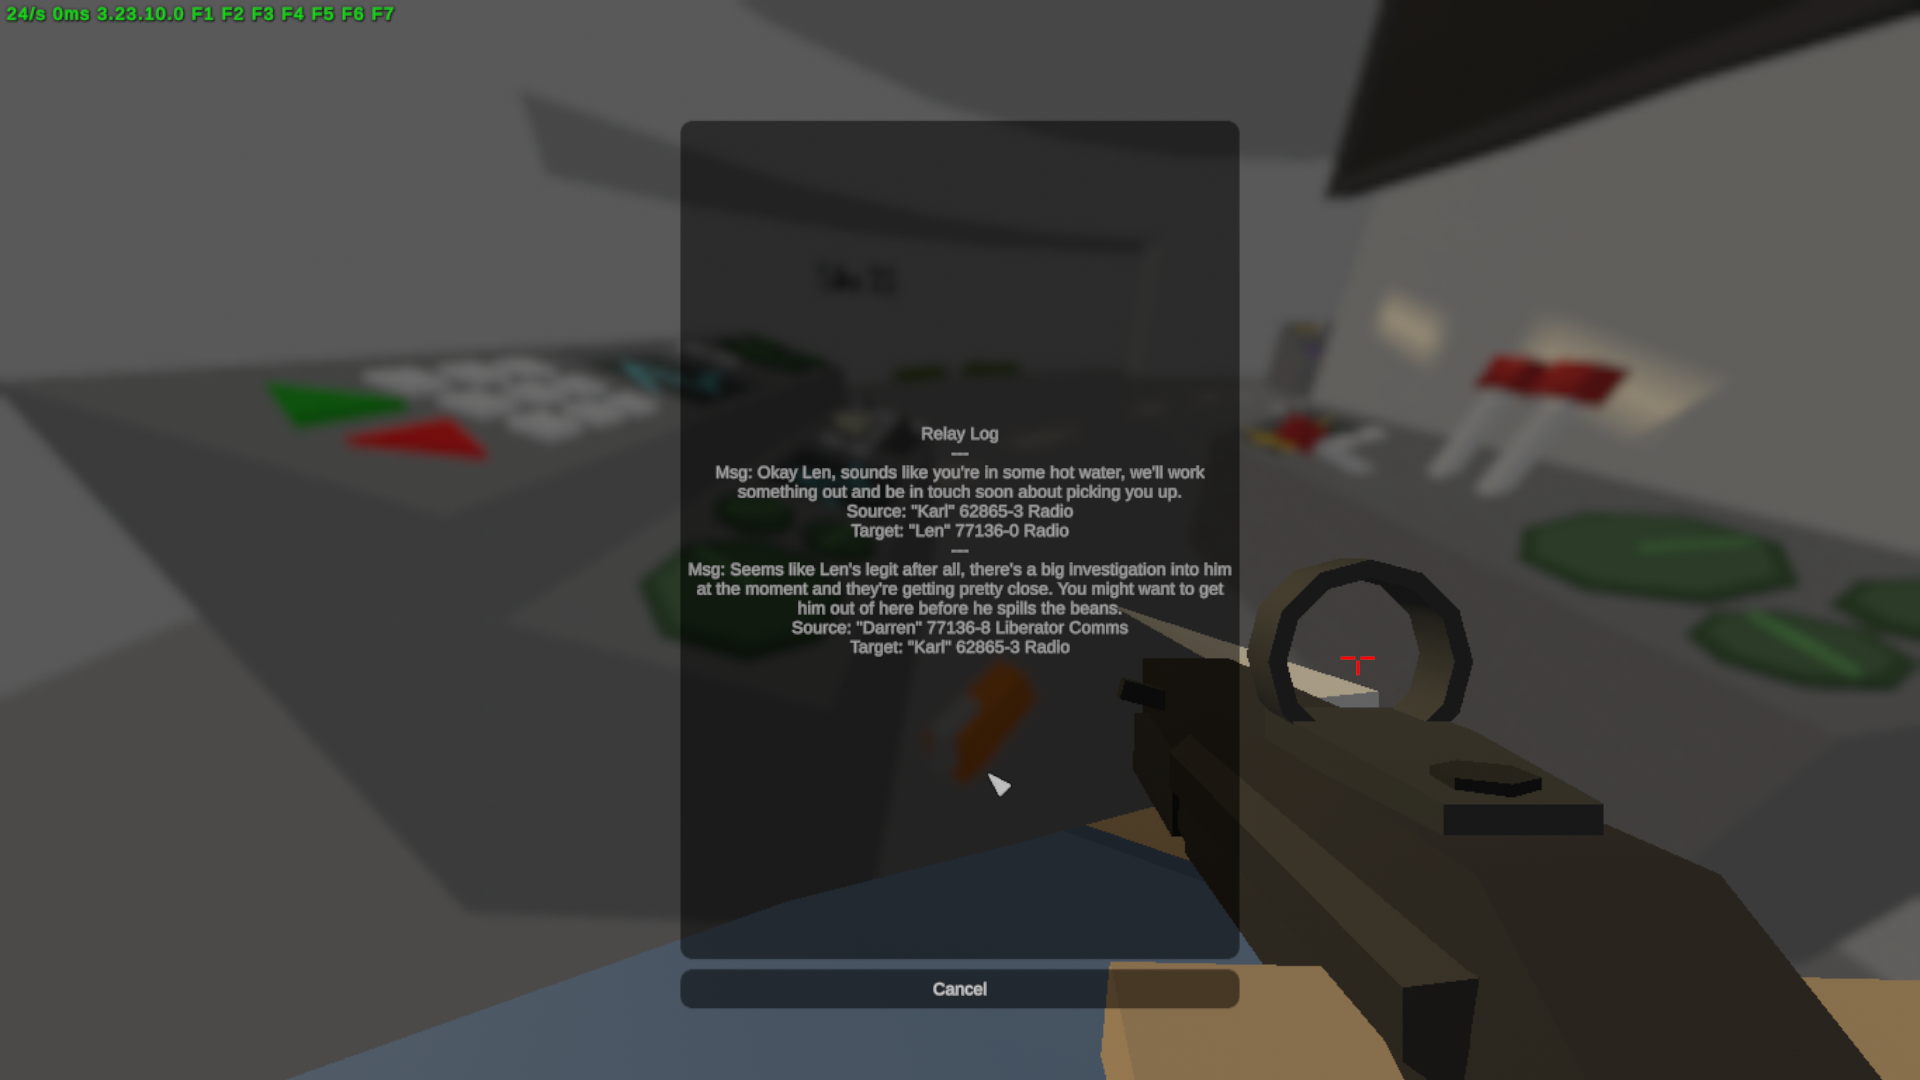 24/s 0ms 3.23.10.0 F1 F2 F3 F4 F5 F6 F7
Relay Log
---
Msg: Okay Len, sounds like you're in some hot water, we'll work
something out and be in touch soon about picking you up.
Source: "Karl" 62865-3 Radio
Target: "Len" 77136-0 Radio
---
Msg: Seems like Len's legit after all, there's a big investigation into him
at the moment and they're getting pretty close. You might want to get
him out of here before he spills the beans.
Source: "Darren" 77136-8 Liberator Comms
Target: "Karl" 62865-3 Radio
Cancel